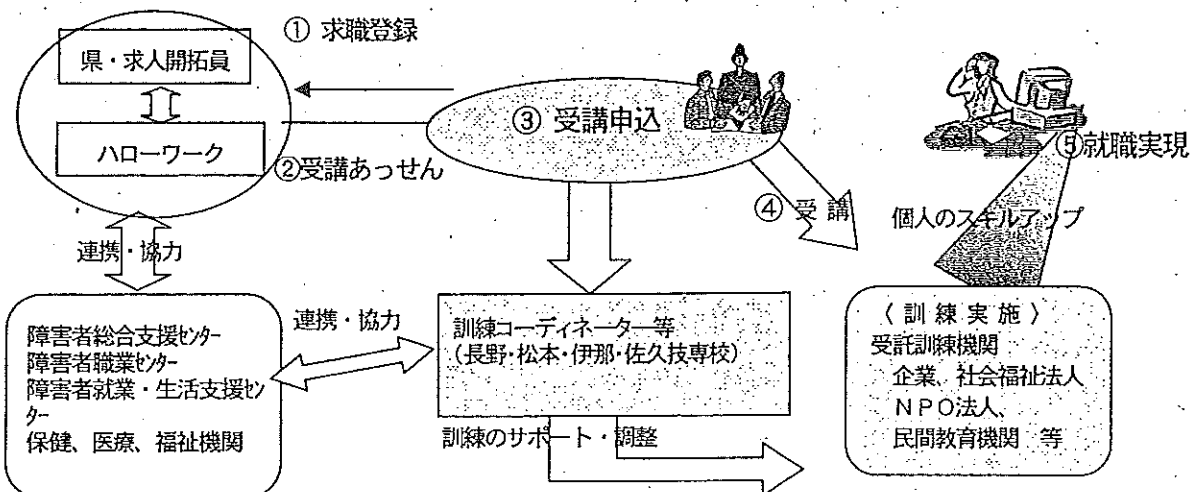 ① 求職登録
県・求人開拓員
ハローワーク
②受講あっせん
③ 受講申込
④ 受 講
⑤就職実現
個人のスキルアップ
連携・協力
障害者総合支援センター
障害者職業センター
障害者就業・生活支援セン
ター
保健、医療、福祉機関
連携・協力
訓練コーディネーター等
(長野・松本・伊那・佐久技専校)
訓練のサポート・調整
〈 訓 練 実 施 〉
受託訓練機関
企業、社会福祉法人
NPO法人、
民間教育機関 等